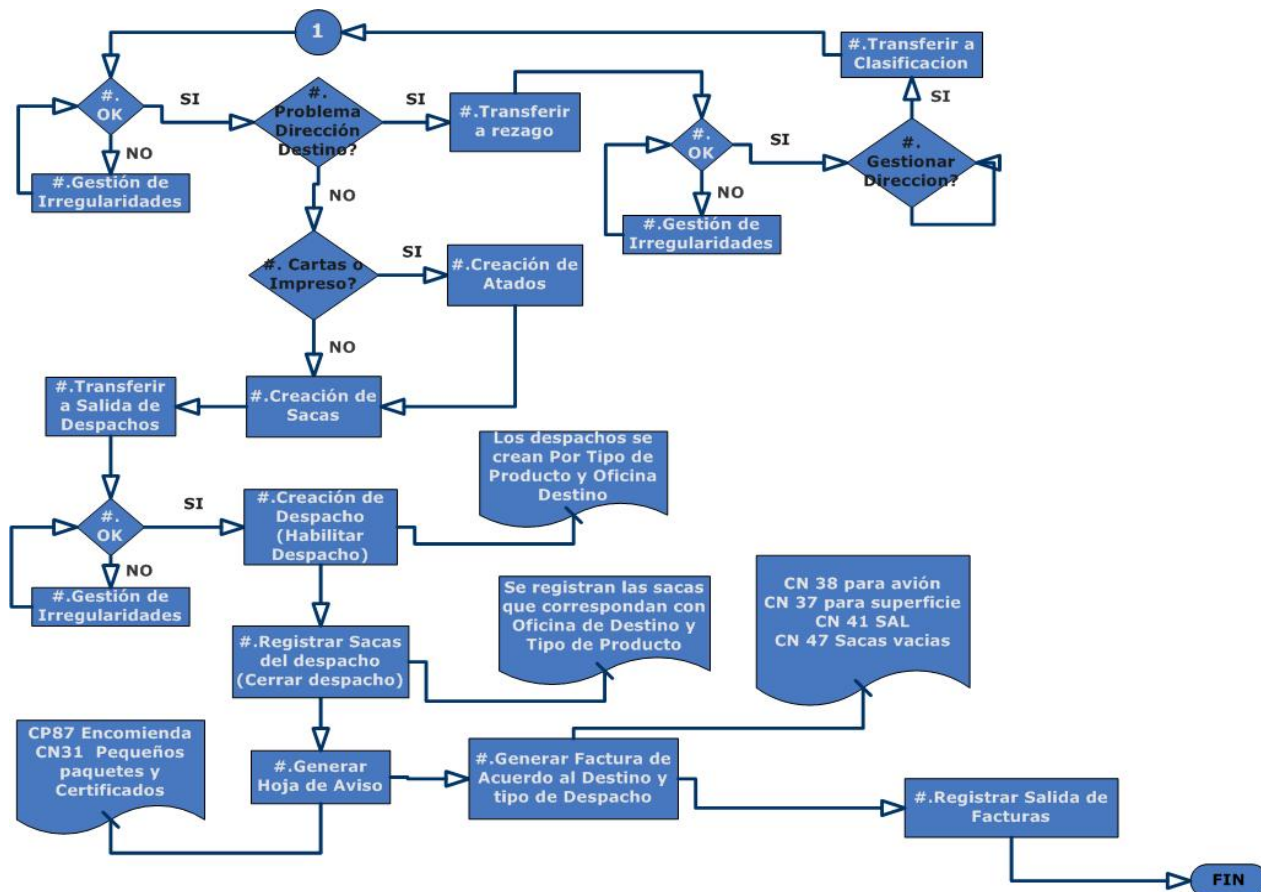 1
#.Transferir a
Clasificacion
#.
OK
SI
NO
#.Gestión de
Irregularidades
#.
Problema
Dirección
Destino?
SI
NO
#.Transferir
a rezago
#.
OK
SI
NO
#.Gestión de
Irregularidades
#.
Gestionar
Direccion?
SI
#. Cartas o
Impreso?
SI
NO
#.Creación de
Atados
#.Creación de
Sacas
#.Transferir
a Salida de
Despachos
#.
OK
SI
NO
#.Gestión de
Irregularidades
#.Creación de
Despacho
(Habilitar
Despacho)
Los despachos se
crean Por Tipo de
Producto y Oficina
Destino
#.Registrar Sacas
del despacho
(Cerrar despacho)
Se registran las sacas
que correspondan con
Oficina de Destino y
Tipo de Producto
CN 38 para avión
CN 37 para superficie
CN 41 SAL
CN 47 Sacas vacias
CP87 Encomienda
CN31 Pequeños
paquetes y
Certificados
#.Generar
Hoja de Aviso
#.Generar Factura de
Acuerdo al Destino y
tipo de Despacho
#.Registrar Salida de
Facturas
FIN